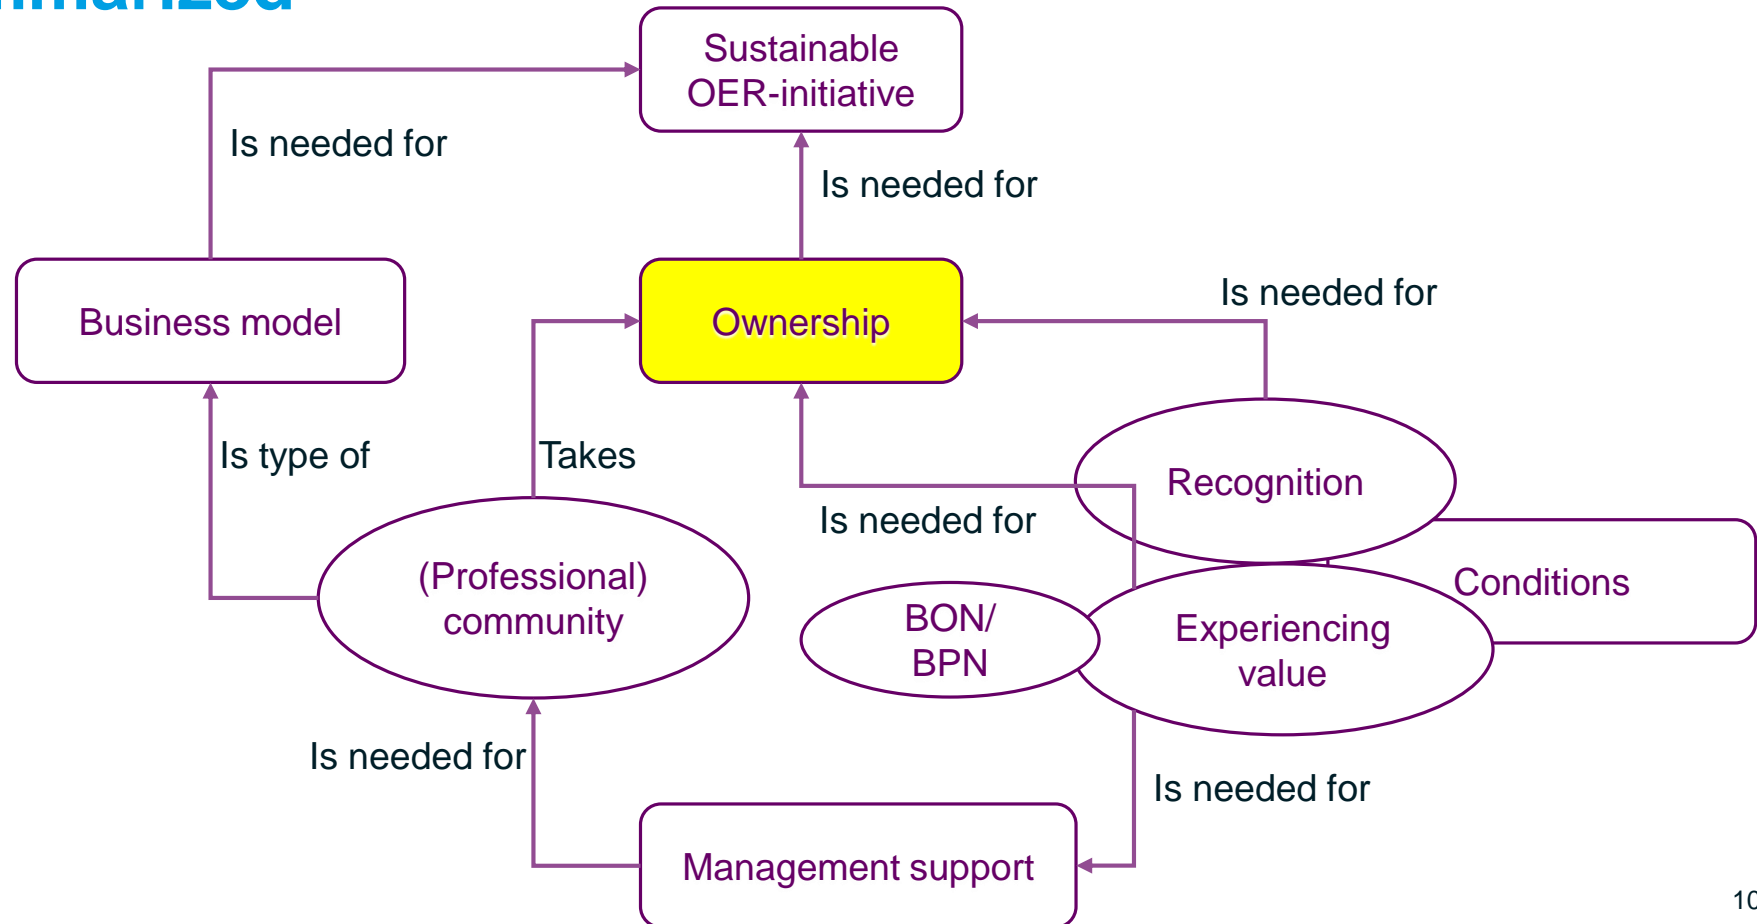 Sustainable
OER-initiative
Is needed for
Is needed for
Business model
Ownership
Is needed for
Is type of
Takes
Recognition
Is needed for
(Professional)
community
Conditions
BON/
BPN
Experiencing
value
Is needed for
Is needed for
Management support
10